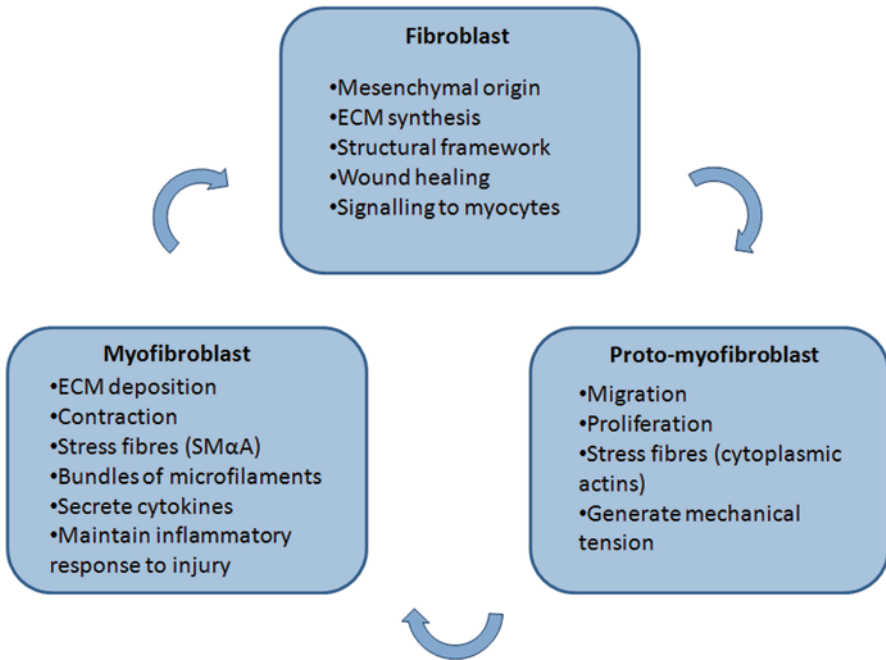 Fibroblast
•Mesenchymal origin
•ECM synthesis
•Structural framework
•Wound healing
•Signalling to myocytes
Myofibroblast
•ECM deposition
•Contraction
•Stress fibres (SMαA)
•Bundles of microfilaments
•Secrete cytokines
•Maintain inflammatory
response to injury
Proto-myofibroblast
•Migration
•Proliferation
•Stress fibres (cytoplasmic
actins)
•Generate mechanical
tension